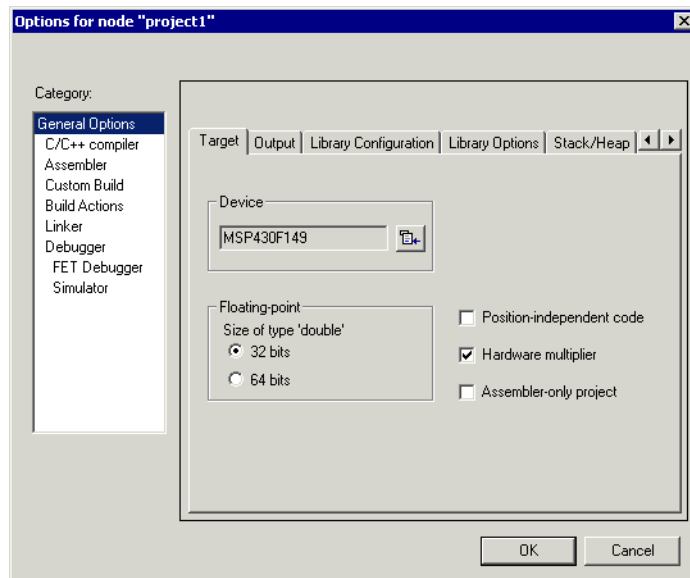 Options for node "project1"
Category:
General Options
C/C++ compiler
Assembler
Custom Build
Build Actions
Linker
Debugger
FET Debugger
Simulator
Target Output Library Configuration Library Options Stack/Heap
Device
MSP430F149
Floating-point
Size of type 'double'
32 bits
64 bits
Position-independent code
Hardware multiplier
Assembler-only project
OK Cancel